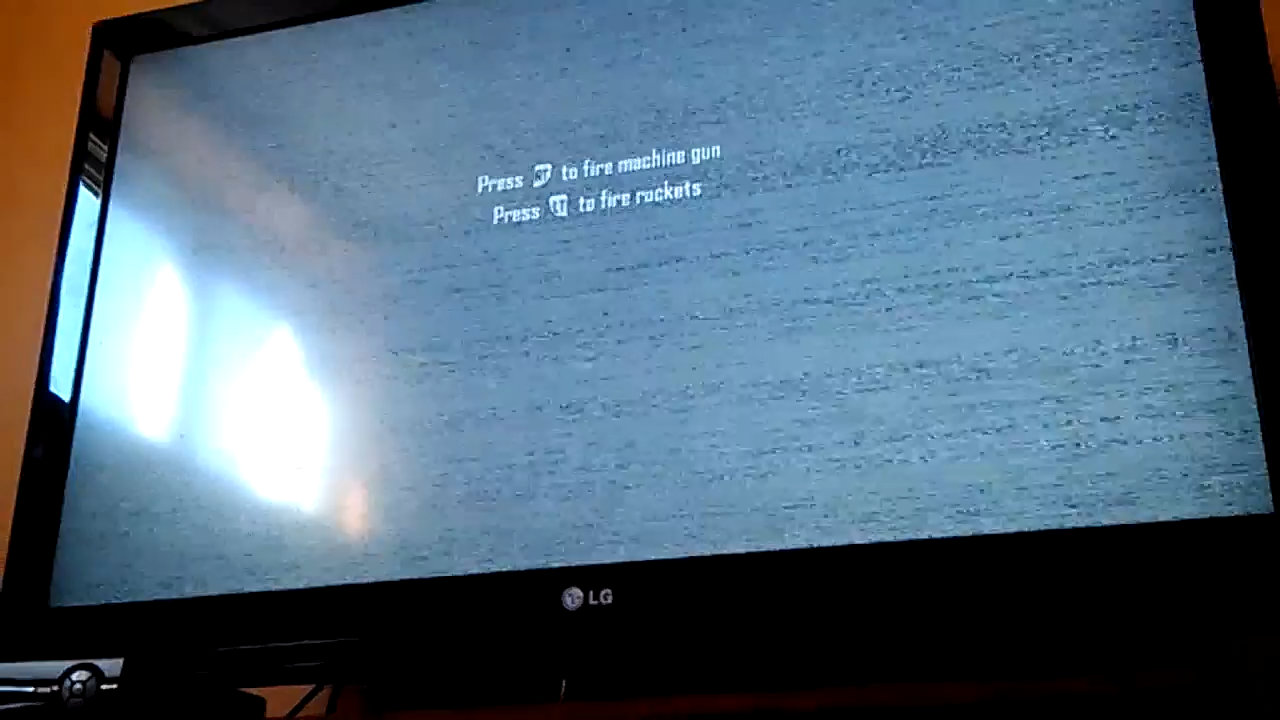 Press to fire machine gun
Press to fire rockets
LG